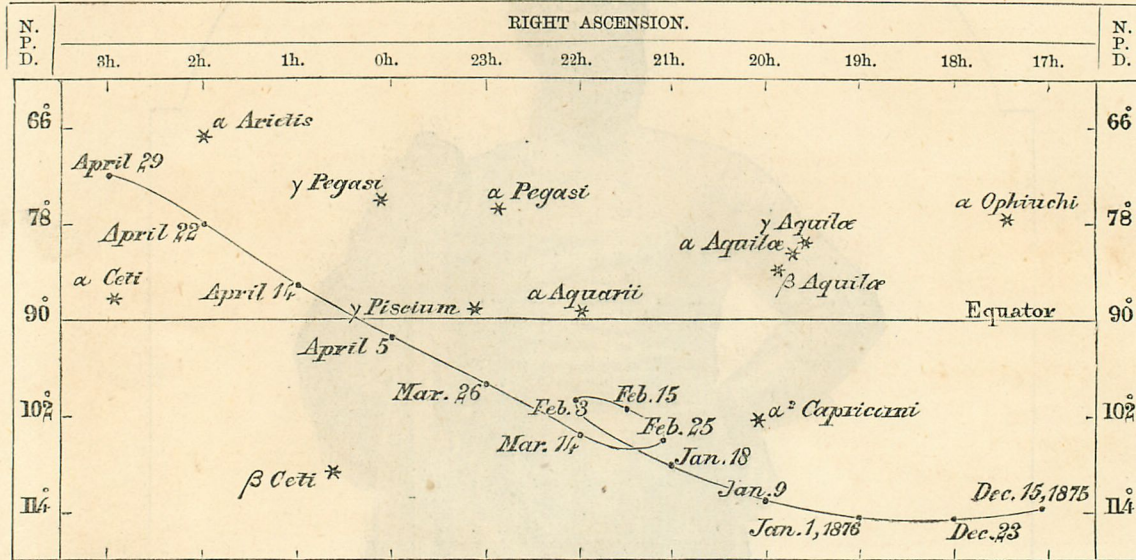 RIGHT ASCENSION.
N. P. D.
3h. 2h. 1h. 0h. 23h. 22h. 21h. 20h. 19h. 18h. 17h.
N. P. D.
66° 66°
α Arietis
April 29
γ Pegasi α Pegasi
α Ophiuchi
78° 78°
γ Aquilæ
April 22
α Aquilæ
α Ceti
β Aquilæ
April 14
γ Piscium
α Aquarii
90° Equator 90°
April 5
Mar. 26
Feb. 15
Feb. 3
102° 102°
α² Capricorni
Feb. 25
Mar. 14
Jan. 18
β Ceti
Jan. 9
Dec. 15, 1875
114° 114°
Jan. 1, 1876
Dec. 23